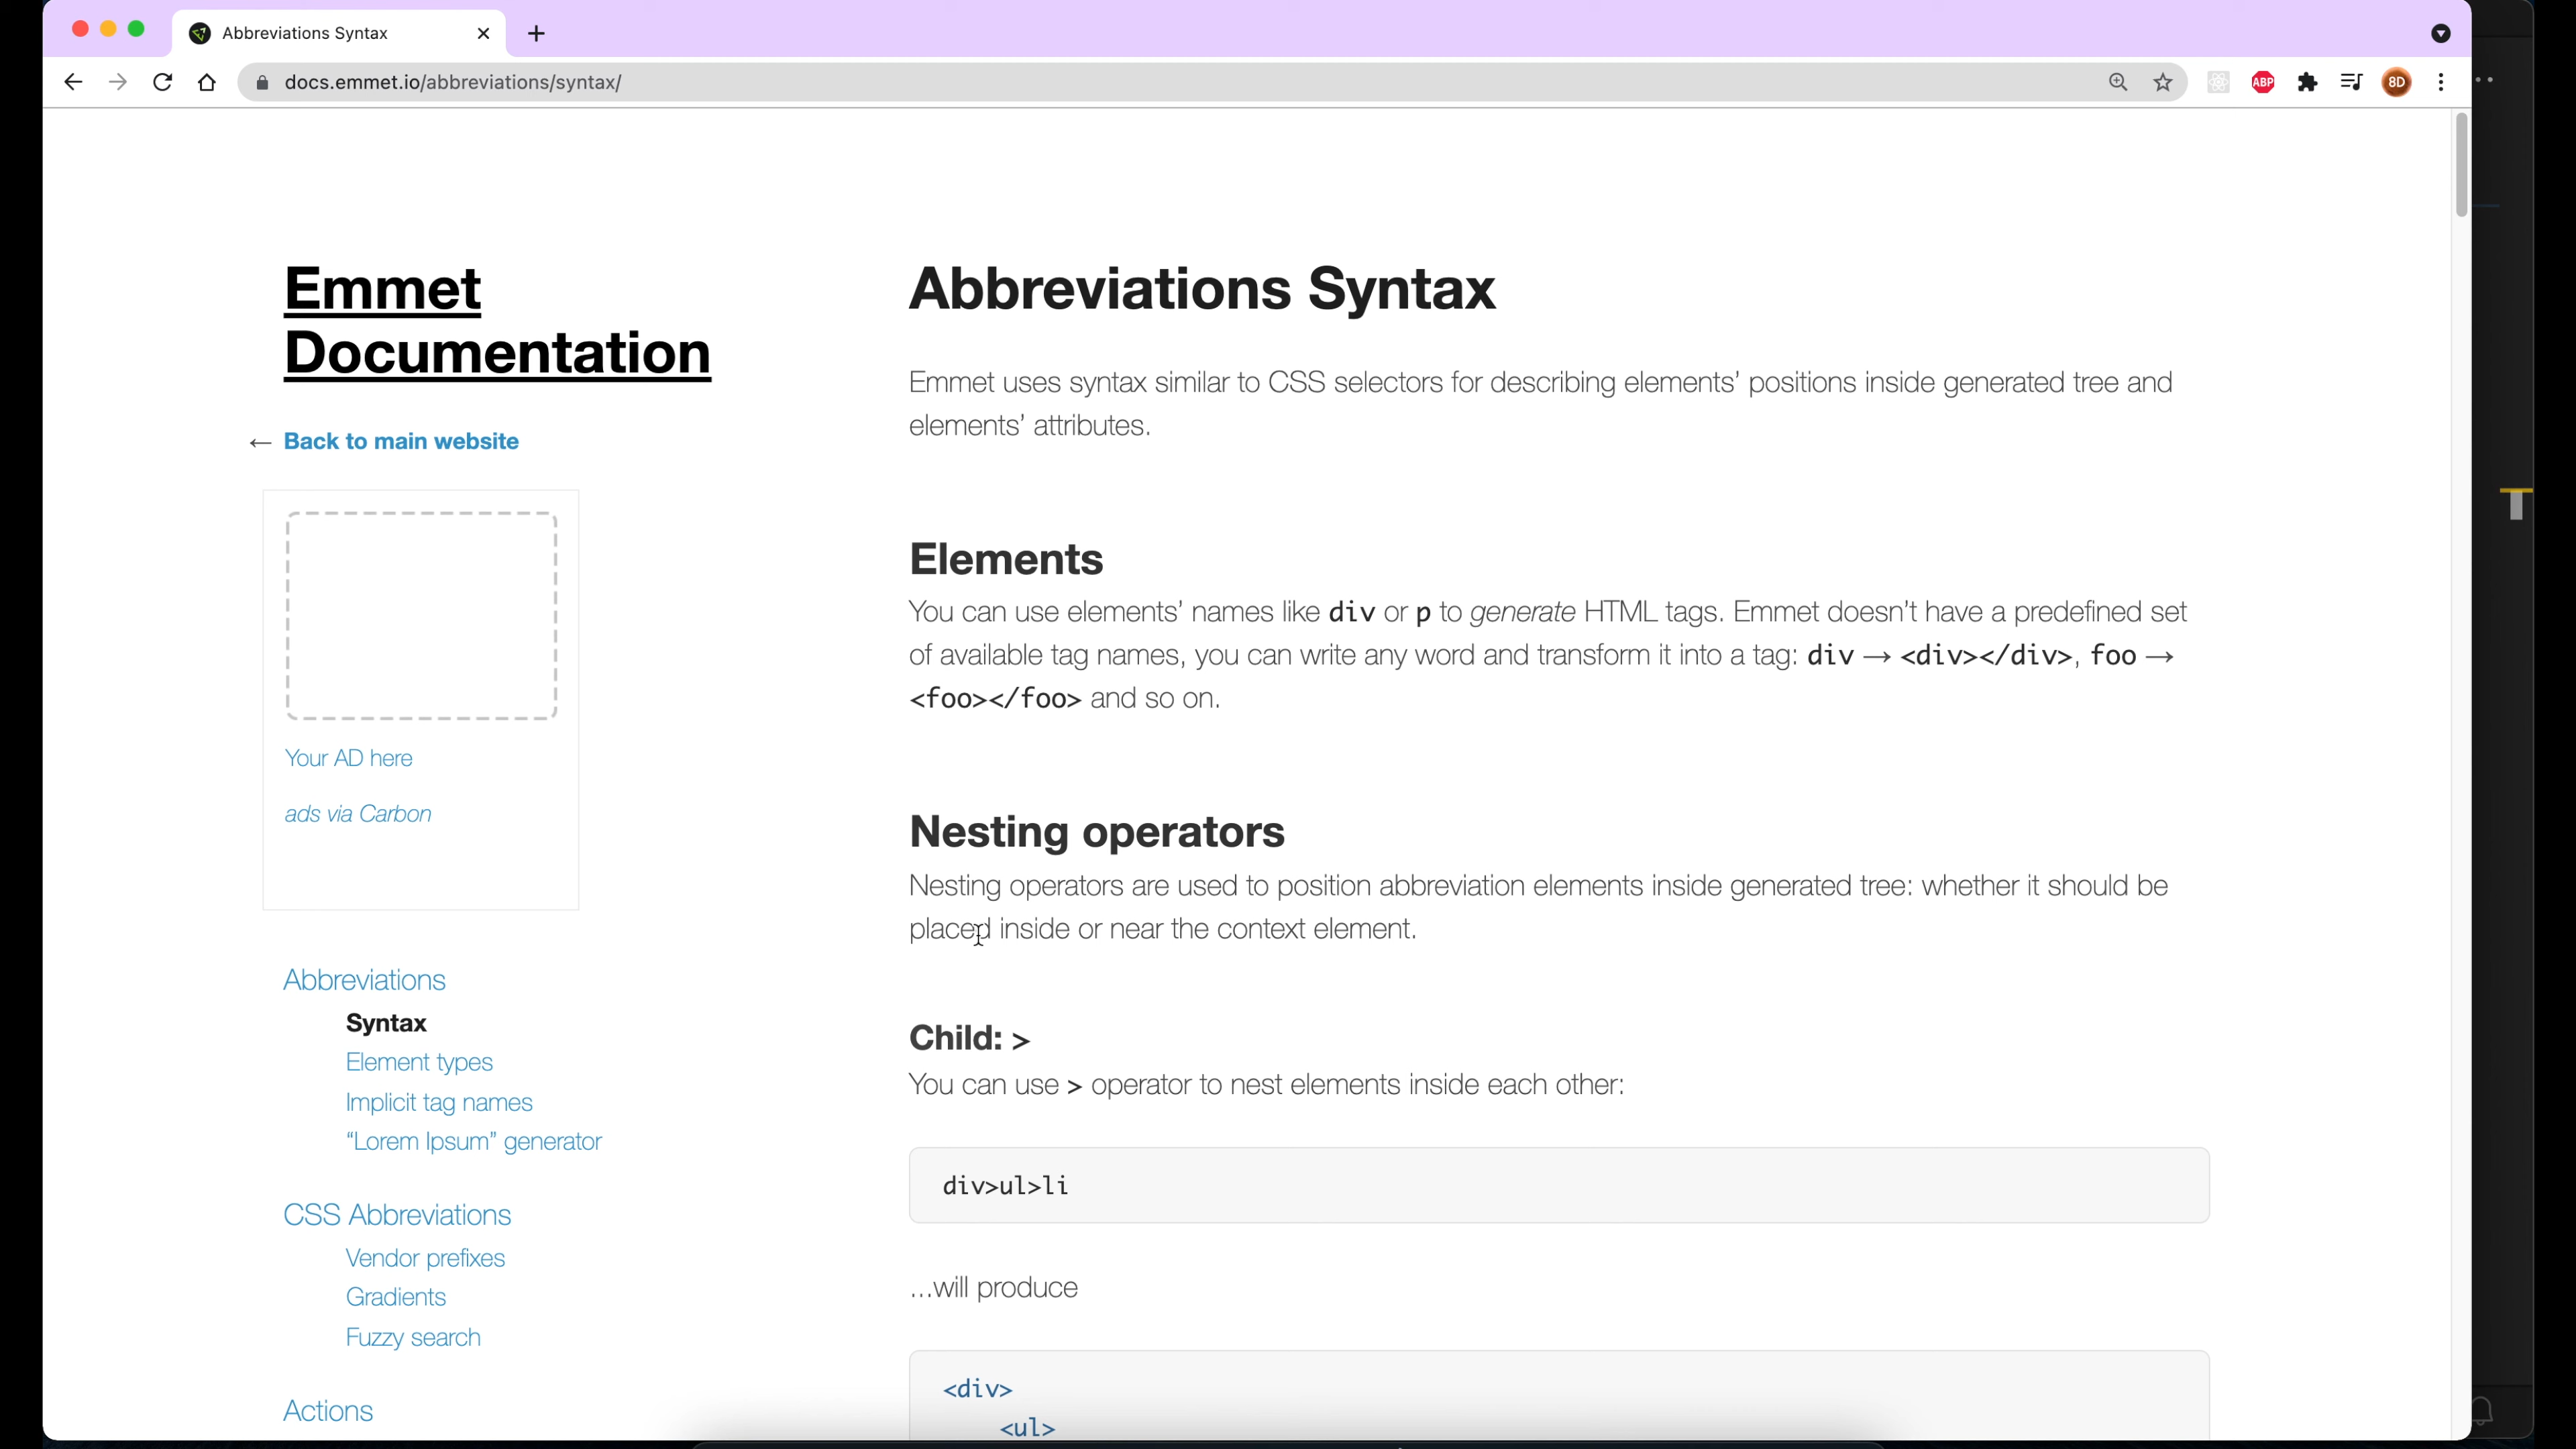 Abbreviations Syntax
docs.emmet.io/abbreviations/syntax/
ABP
8D
Emmet
Documentation
← Back to main website
Your AD here
ads via Carbon
Abbreviations
Syntax
Element types
Implicit tag names
“Lorem Ipsum” generator
CSS Abbreviations
Vendor prefixes
Gradients
Fuzzy search
Actions
Abbreviations Syntax
Emmet uses syntax similar to CSS selectors for describing elements’ positions inside generated tree and
elements’ attributes.
Elements
You can use elements’ names like div or p to generate HTML tags. Emmet doesn’t have a predefined set
of available tag names, you can write any word and transform it into a tag: div → <div></div>, foo →
<foo></foo> and so on.
Nesting operators
Nesting operators are used to position abbreviation elements inside generated tree: whether it should be
placed inside or near the context element.
Child: >
You can use > operator to nest elements inside each other:
div>ul>li
...will produce
<div>
<ul>